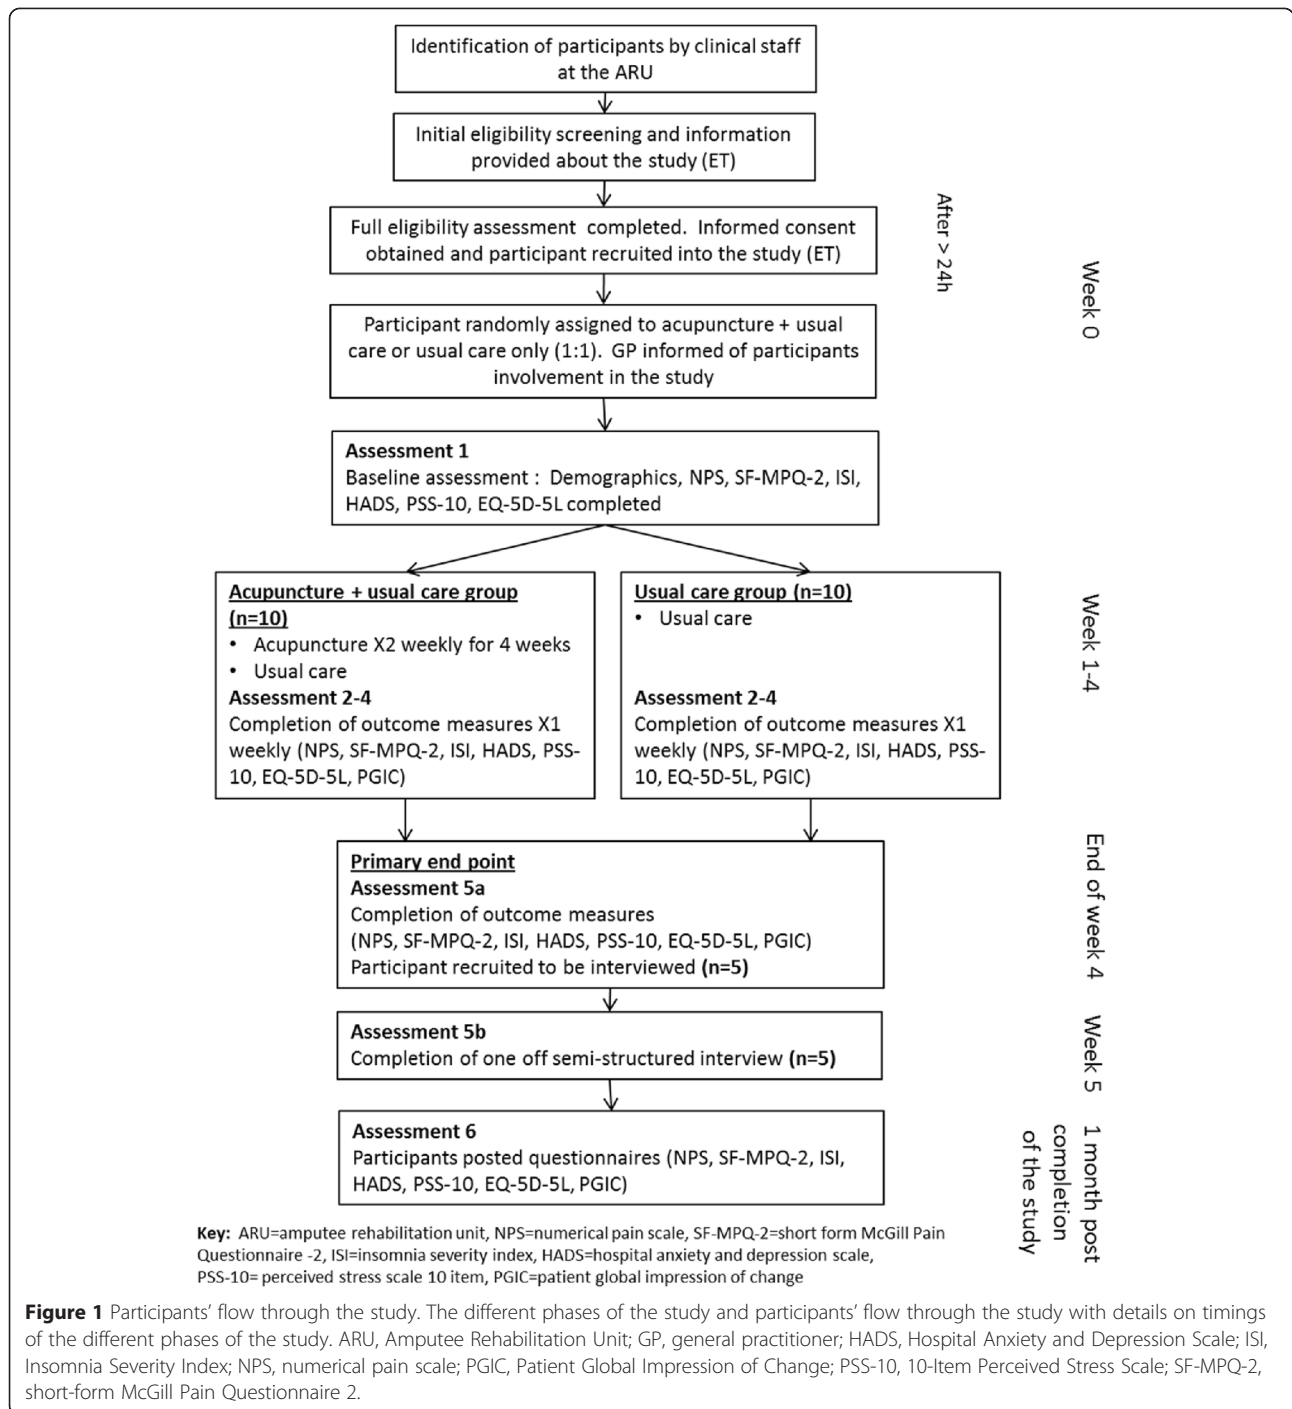 Identification of participants by clinical staff
at the ARU
Initial eligibility screening and information
provided about the study (ET)
After > 24h
Full eligibility assessment completed. Informed consent
obtained and participant recruited into the study (ET)
Week 0
Participant randomly assigned to acupuncture + usual
care or usual care only (1:1). GP informed of participants
involvement in the study
Assessment 1
Baseline assessment : Demographics, NPS, SF-MPQ-2, ISI,
HADS, PSS-10, EQ-5D-5L completed
Acupuncture + usual care group
(n=10)
• Acupuncture X2 weekly for 4 weeks
• Usual care
Assessment 2-4
Completion of outcome measures X1
weekly (NPS, SF-MPQ-2, ISI, HADS, PSS-
10, EQ-5D-5L, PGIC)
Usual care group (n=10)
• Usual care
Assessment 2-4
Completion of outcome measures X1
weekly (NPS, SF-MPQ-2, ISI, HADS, PSS-
10, EQ-5D-5L, PGIC)
Week 1-4
Primary end point
Assessment 5a
Completion of outcome measures
(NPS, SF-MPQ-2, ISI, HADS, PSS-10, EQ-5D-5L, PGIC)
Participant recruited to be interviewed (n=5)
End of week 4
Assessment 5b
Completion of one off semi-structured interview (n=5)
Week 5
Assessment 6
Participants posted questionnaires (NPS, SF-MPQ-2, ISI,
HADS, PSS-10, EQ-5D-5L, PGIC)
1 month post
completion
of the study
Key: ARU=amputee rehabilitation unit, NPS=numerical pain scale, SF-MPQ-2=short form McGill Pain
Questionnaire -2, ISI=insomnia severity index, HADS=hospital anxiety and depression scale,
PSS-10= perceived stress scale 10 item, PGIC=patient global impression of change
Figure 1 Participants' flow through the study. The different phases of the study and participants' flow through the study with details on timings
of the different phases of the study. ARU, Amputee Rehabilitation Unit; GP, general practitioner; HADS, Hospital Anxiety and Depression Scale; ISI,
Insomnia Severity Index; NPS, numerical pain scale; PGIC, Patient Global Impression of Change; PSS-10, 10-Item Perceived Stress Scale; SF-MPQ-2,
short-form McGill Pain Questionnaire 2.